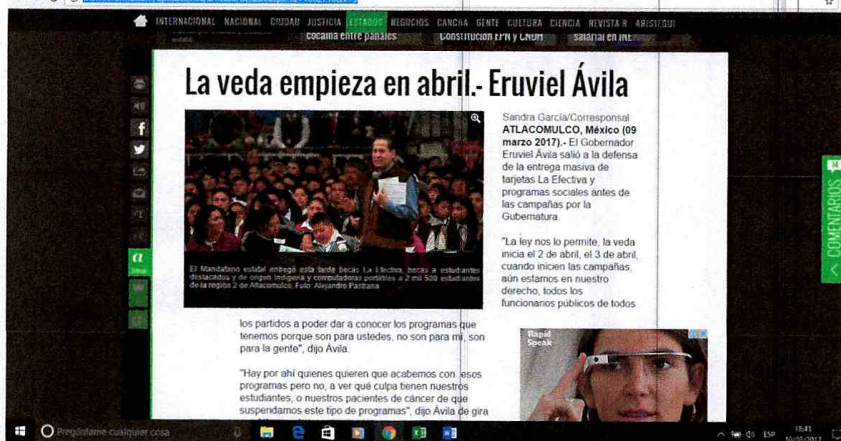 INTERNACIONAL NACIONAL CIUDAD JUSTICIA ESTADOS NEGOCIOS CANCHA GENTE CULTURA CIENCIA REVISTA R ARISTEGUI
cocaína entre pañales
Constitución EPN y CNDH
salarial en INE
La veda empieza en abril.- Eruviel Ávila
Sandra García/Corresponsal
ATLACOMULCO, México (09
marzo 2017).- El Gobernador
Eruviel Ávila salió a la defensa
de la entrega masiva de
tarjetas La Efectiva y
programas sociales antes de
las campañas por la
Gubernatura.
"La ley nos lo permite, la veda
inicia el 2 de abril, el 3 de abril,
cuando inicien las campañas,
aún estamos en nuestro
derecho, todos los
funcionarios públicos de todos
El Mandatario estatal entregó esta tarde becas La Efectiva, becas a estudiantes
destacados y de origen indígena y computadoras portátiles a 2 mil 500 estudiantes
de la región 2 de Atlacomulco. Foto: Alejandro Pastrana
los partidos a poder dar a conocer los programas que
tenemos porque son para ustedes, no son para mí, son
para la gente", dijo Ávila.
"Hay por ahí quienes quieren que acabemos con esos
programas pero no, a ver qué culpa tienen nuestros
estudiantes, o nuestros pacientes de cáncer de que
suspendamos este tipo de programas", dijo Ávila de gira
Rapid
Speak
COMENTARIOS
14
Pregúntame cualquier cosa
ESP
15:41
10/03/2017